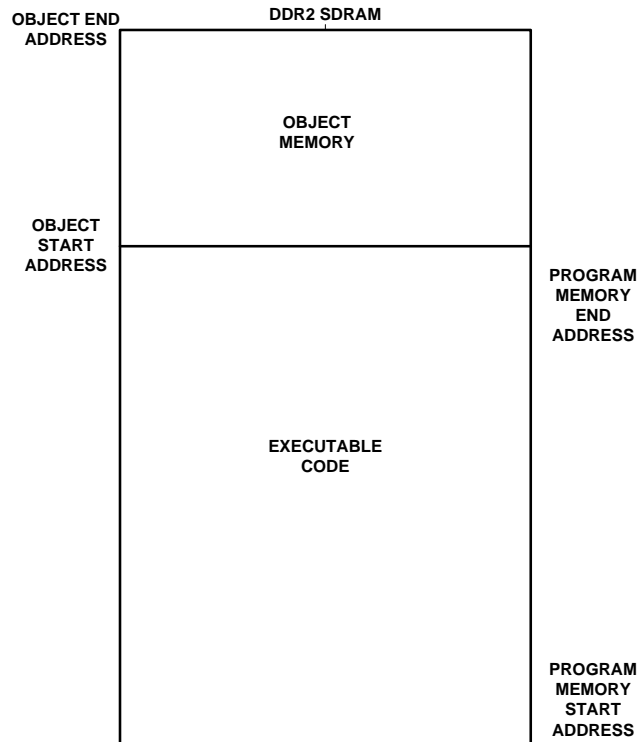 DDR2 SDRAM
OBJECT END
ADDRESS
OBJECT
MEMORY
OBJECT
START
ADDRESS
PROGRAM
MEMORY
END
ADDRESS
EXECUTABLE
CODE
PROGRAM
MEMORY
START
ADDRESS